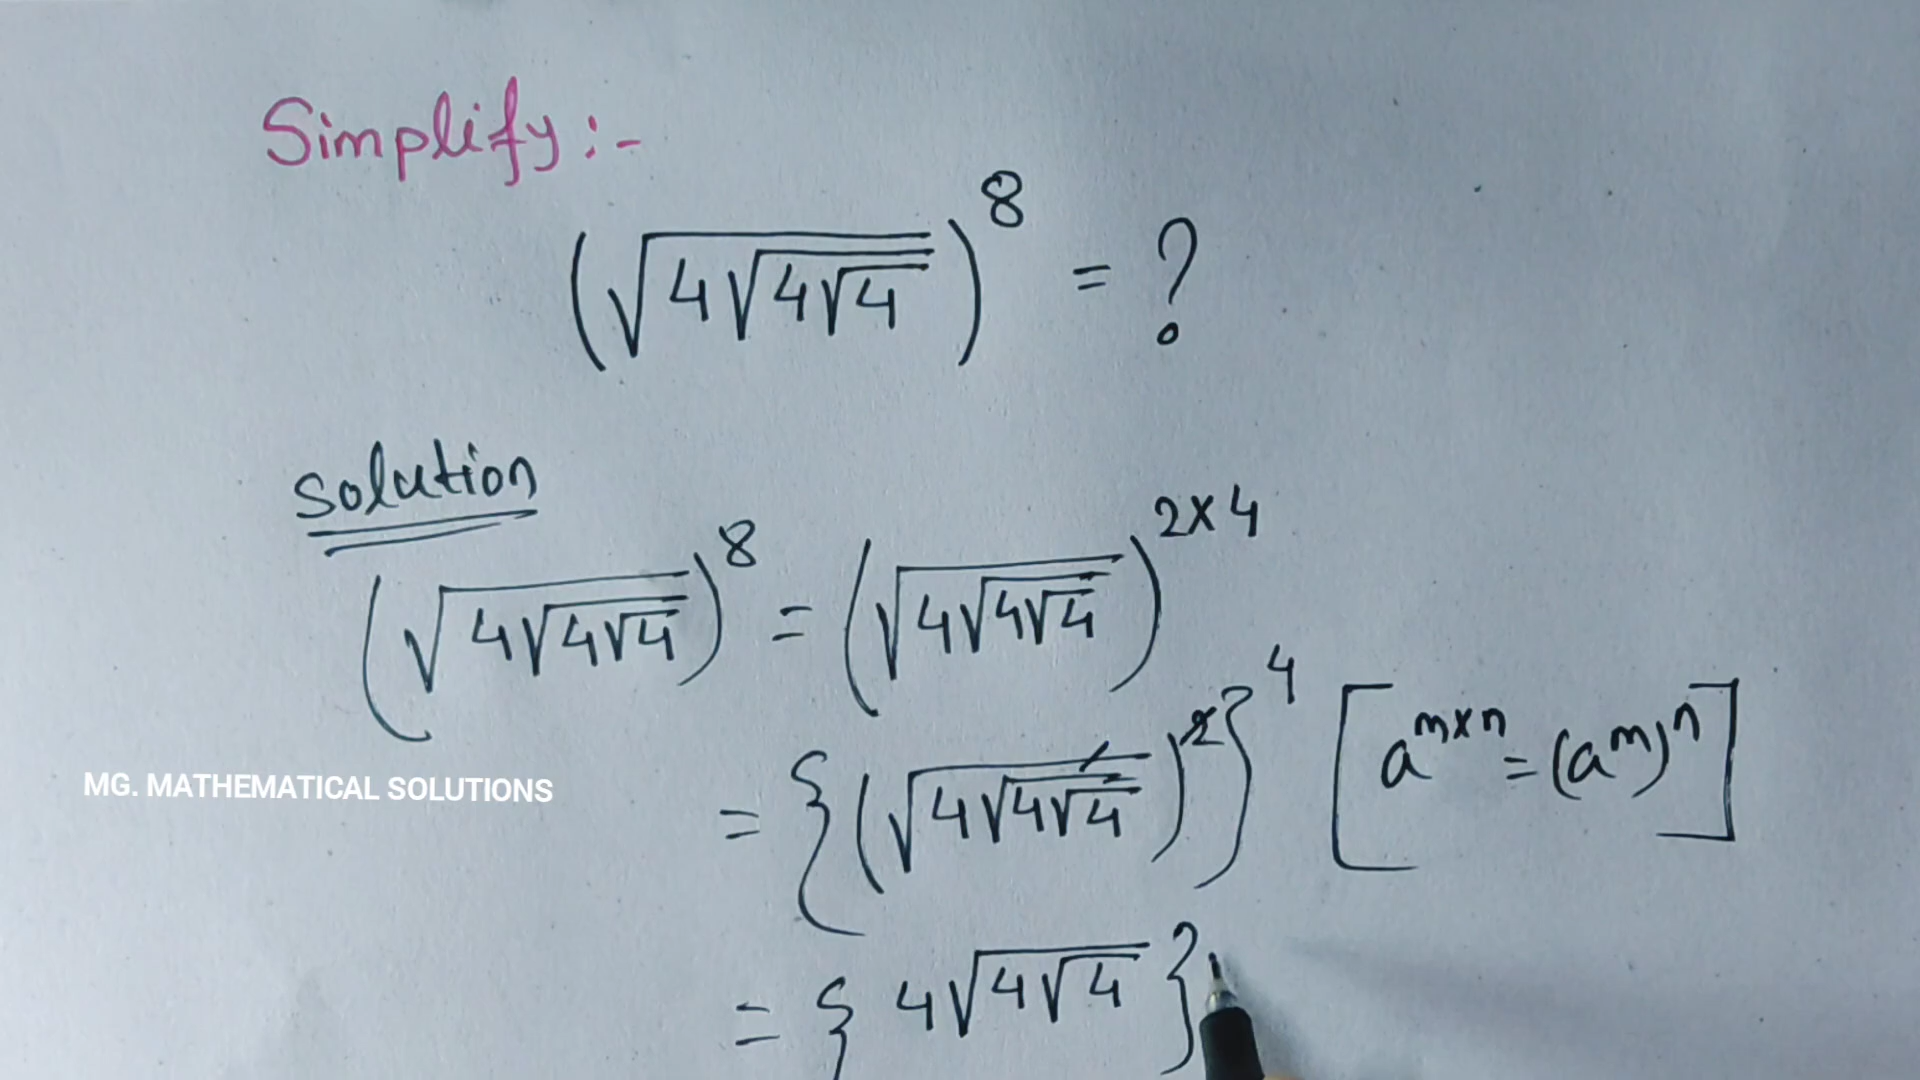 Simplify:-
(√4√4√4)^8 = ?
Solution
(√4√4√4)^8 = (√4√4√4)^2×4
= {(√4√4√4)^2}^4 [a^m×n = (a^m)^n]
MG. MATHEMATICAL SOLUTIONS
= {4√4√4}